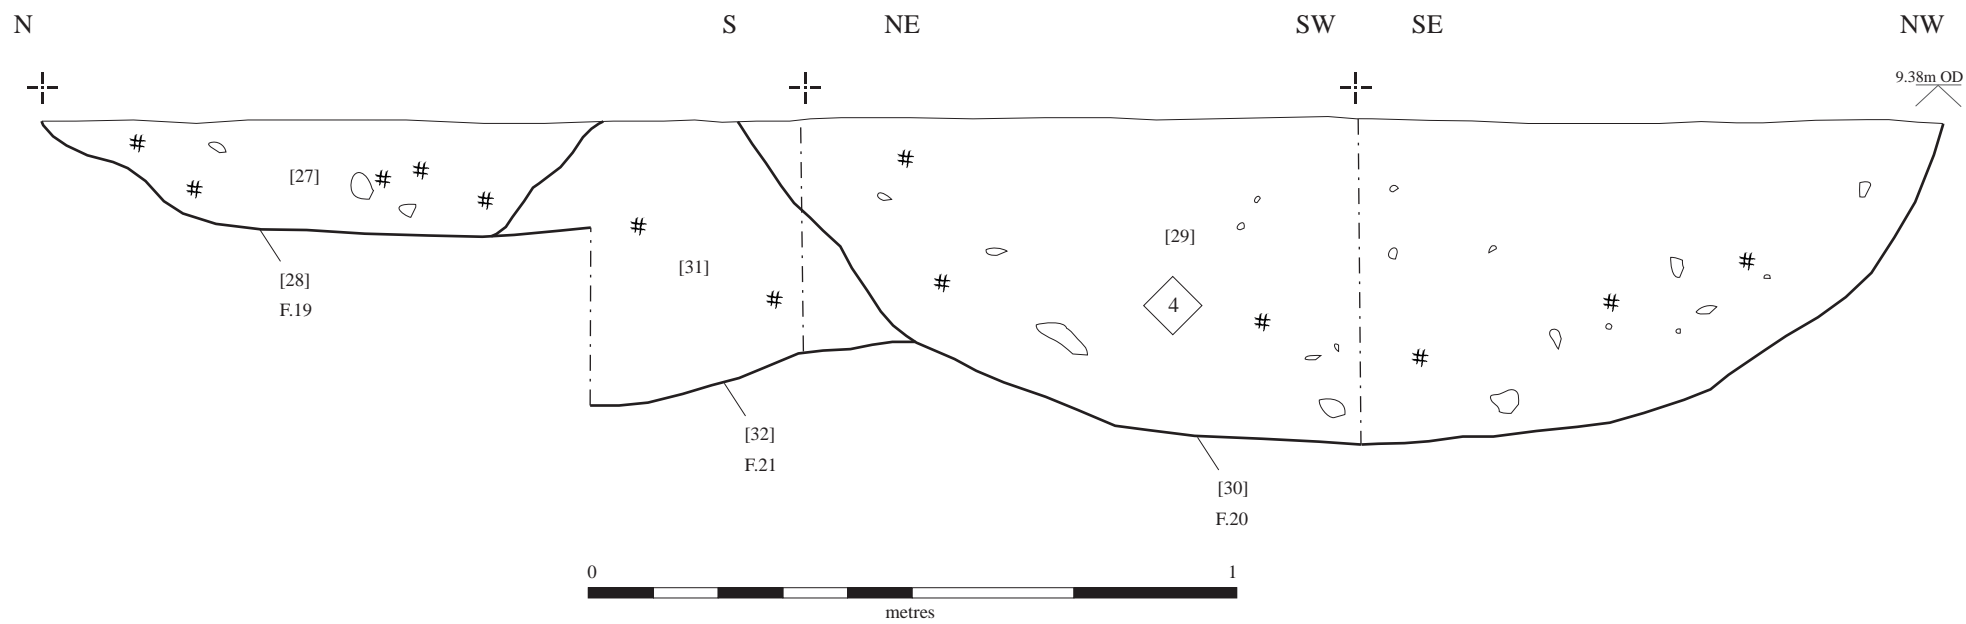 N S NE SW SE NW
9.38m OD
[27]
[29]
[31]
[28]
F.19
4
[32]
F.21
[30]
F.20
0 1
metres